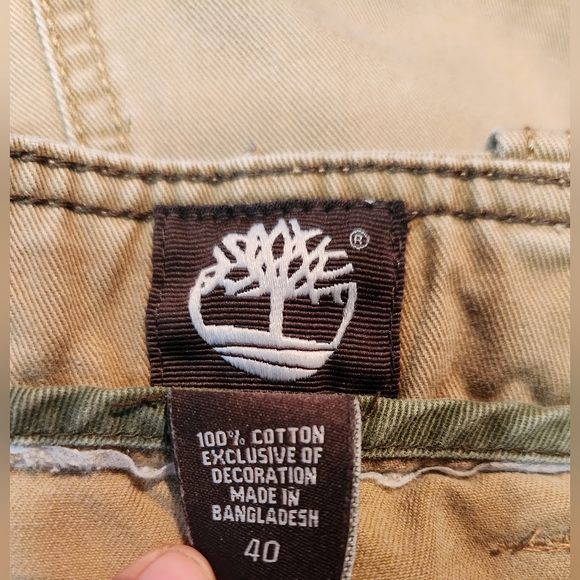 ®
100% COTTON
EXCLUSIVE OF
DECORATION
MADE IN
BANGLADESH
40